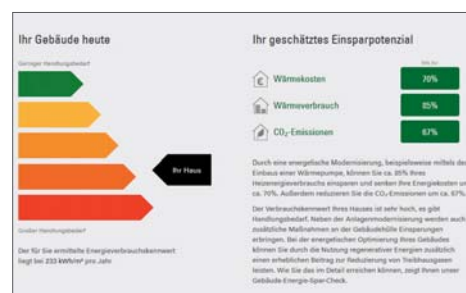 Ihr Gebäude heute
Geringer Handlungsbedarf
Ihr Haus
Großer Handlungsbedarf
Der für Sie ermittelte Energieverbrauchskennwert
liegt bei 233 kWh/m² pro Jahr
Ihr geschätztes Einsparpotenzial
bis zu
Wärmekosten 70%
Wärmeverbrauch 85%
CO₂-Emissionen 67%
Durch eine energetische Modernisierung, beispielsweise mittels des
Einbaus einer Wärmepumpe, können Sie ca. 85% Ihres
Heizenergieverbrauchs einsparen und senken Ihre Energiekosten um
ca. 70%. Außerdem reduzieren Sie die CO₂-Emissionen um ca. 67%.
Der Verbrauchskennwert Ihres Hauses ist sehr hoch, es gibt
Handlungsbedarf. Neben der Anlagenmodernisierung werden auch
zusätzliche Maßnahmen an der Gebäudehülle Einsparungen
erbringen. Bei der energetischen Optimierung Ihres Gebäudes
können Sie durch die Nutzung regenerativer Energien zusätzlich
einen erheblichen Beitrag zur Reduzierung von Treibhausgasen
leisten. Wie Sie das im Detail erreichen können, zeigt Ihnen unser
Gebäude-Energie-Spar-Check.